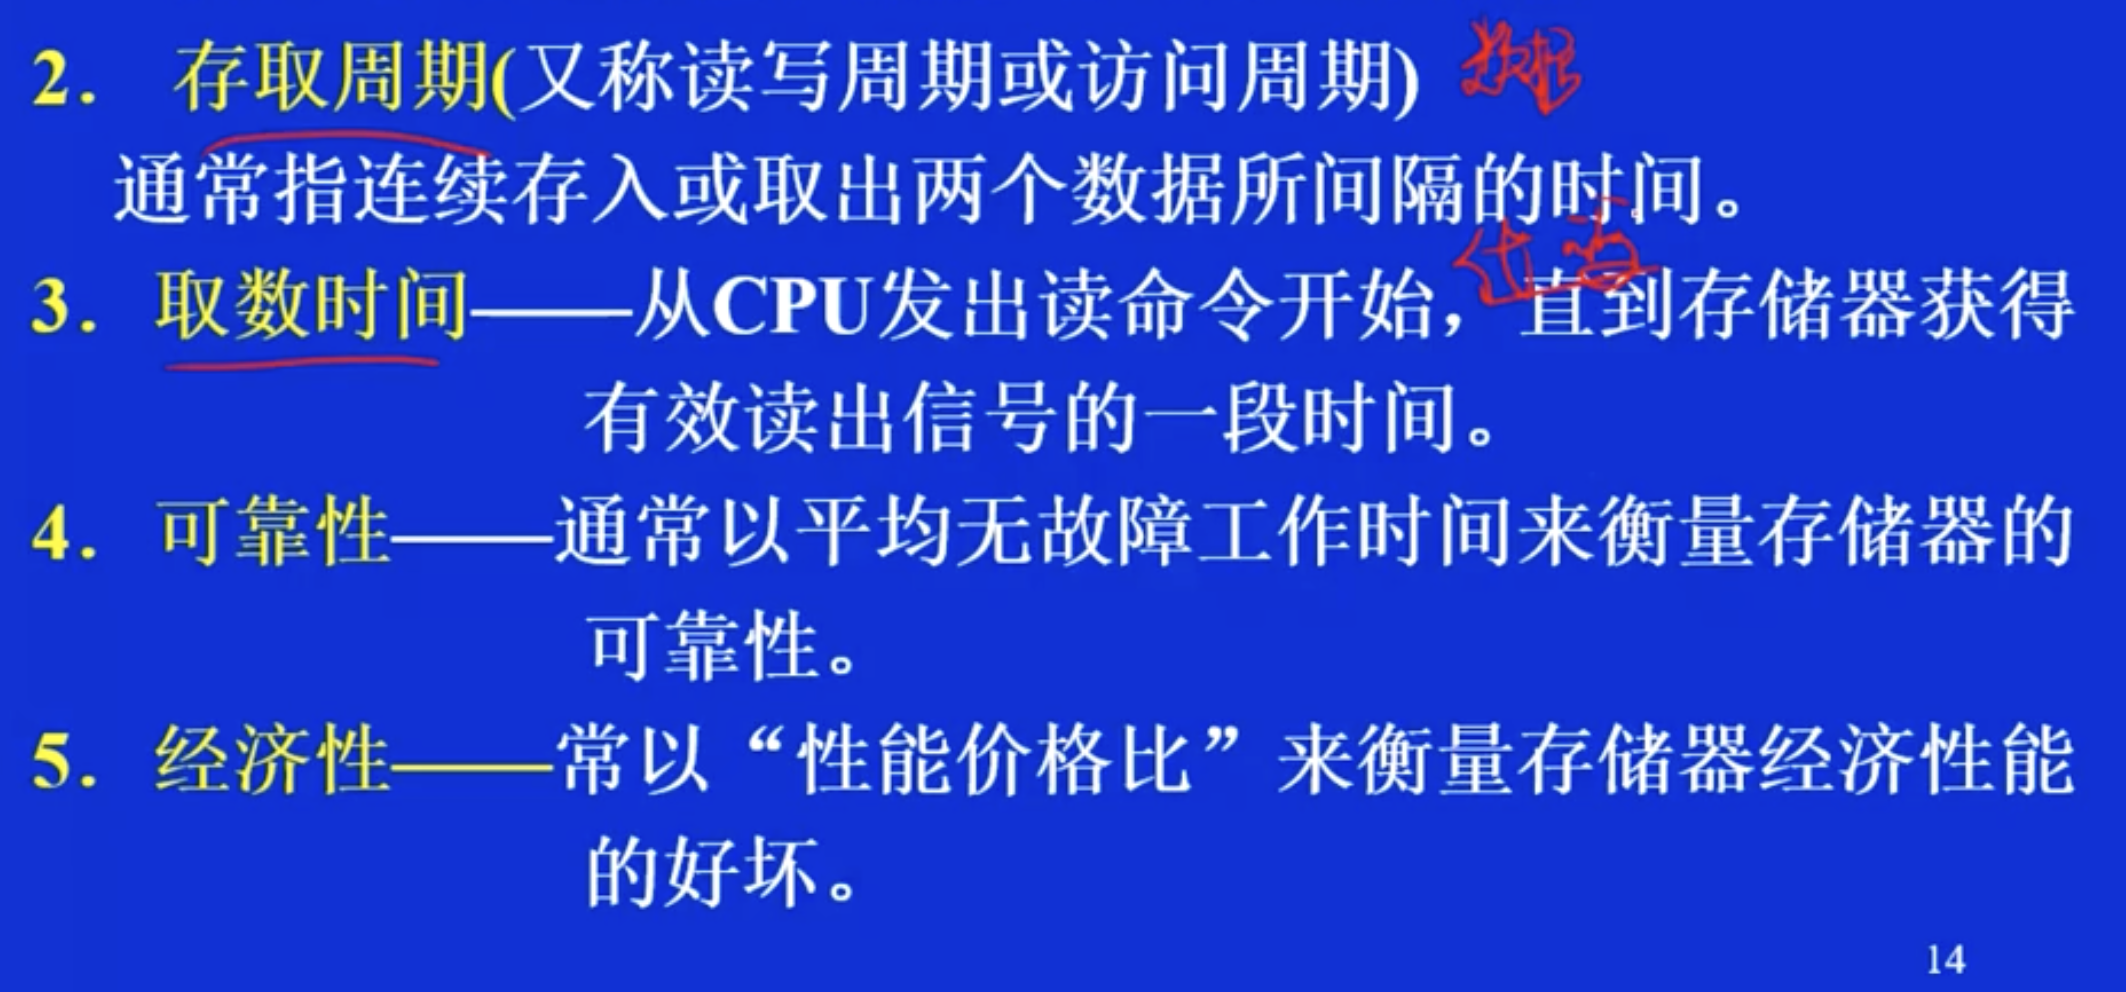 2. 存取周期(又称读写周期或访问周期) 数据
通常指连续存入或取出两个数据所间隔的时间。
3. 取数时间——从CPU发出读命令开始，直到存储器获得
有效读出信号的一段时间。
4. 可靠性——通常以平均无故障工作时间来衡量存储器的
可靠性。
5. 经济性——常以“性能价格比”来衡量存储器经济性能
的好坏。
14